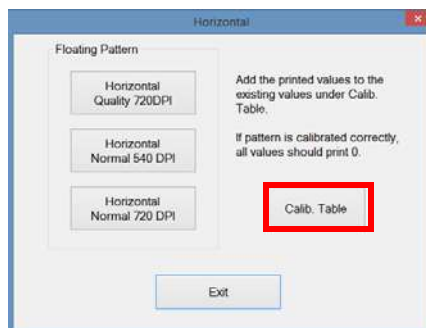 Horizontal
Floating Pattern
Horizontal
Quality 720DPI
Horizontal
Normal 540 DPI
Horizontal
Normal 720 DPI
Add the printed values to the
existing values under Calib.
Table.
If pattern is calibrated correctly,
all values should print 0.
Calib. Table
Exit